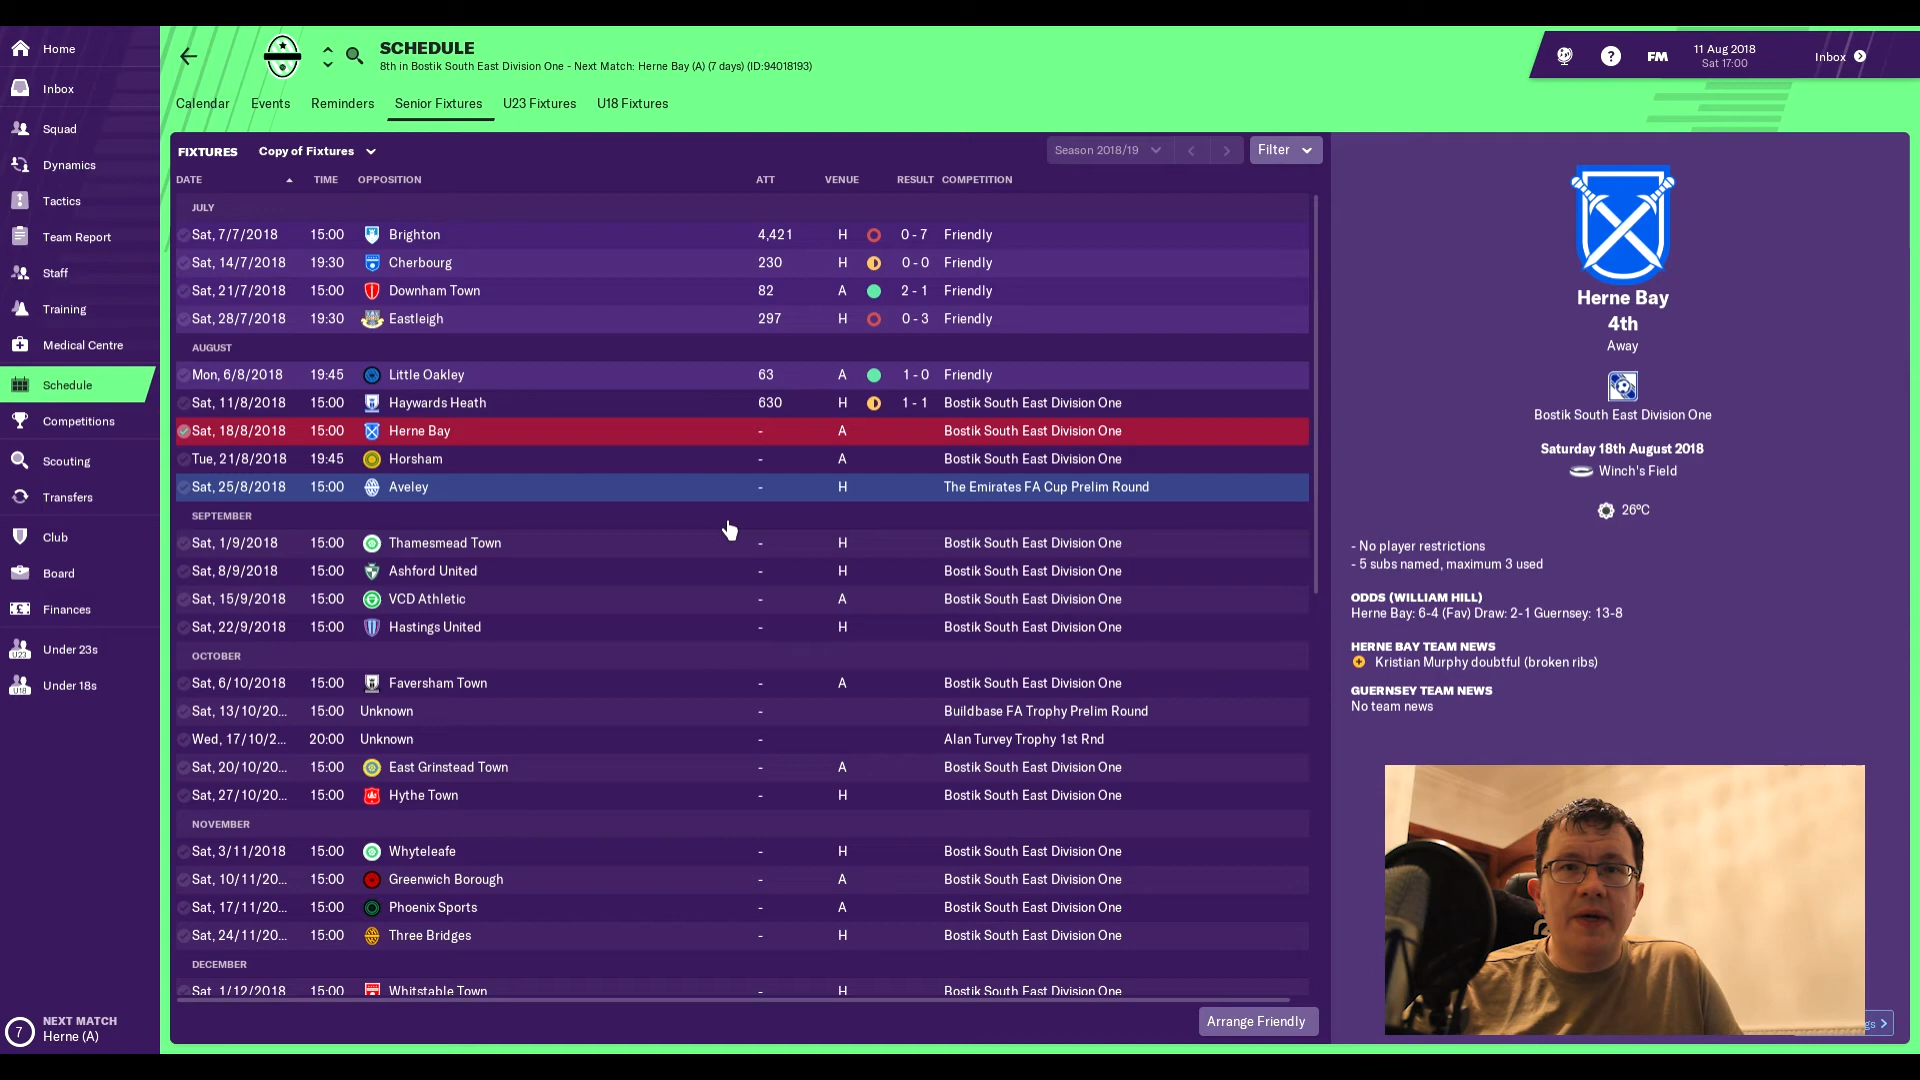 Home
Inbox
Squad
Dynamics
Tactics
Team Report
Staff
Training
Medical Centre
Schedule
Competitions
Scouting
Transfers
Club
Board
Finances
Under 23s
Under 18s
7 NEXT MATCH
Herne (A)
SCHEDULE
8th in Bostik South East Division One - Next Match: Herne Bay (A) (7 days) (ID:94018193)
FM
11 Aug 2018
Sat 17:00
Inbox
Calendar Events Reminders Senior Fixtures U23 Fixtures U18 Fixtures
FIXTURES Copy of Fixtures Season 2018/19 Filter
DATE TIME OPPOSITION ATT VENUE RESULT COMPETITION
JULY
Sat, 7/7/2018 15:00 Brighton 4,421 H 0 - 7 Friendly
Sat, 14/7/2018 19:30 Cherbourg 230 H 0 - 0 Friendly
Sat, 21/7/2018 15:00 Downham Town 82 A 2 - 1 Friendly
Sat, 28/7/2018 19:30 Eastleigh 297 H 0 - 3 Friendly
AUGUST
Mon, 6/8/2018 19:45 Little Oakley 63 A 1 - 0 Friendly
Sat, 11/8/2018 15:00 Haywards Heath 630 H 1 - 1 Bostik South East Division One
Sat, 18/8/2018 15:00 Herne Bay - A Bostik South East Division One
Tue, 21/8/2018 19:45 Horsham - A Bostik South East Division One
Sat, 25/8/2018 15:00 Aveley - H The Emirates FA Cup Prelim Round
SEPTEMBER
Sat, 1/9/2018 15:00 Thamesmead Town - H Bostik South East Division One
Sat, 8/9/2018 15:00 Ashford United - H Bostik South East Division One
Sat, 15/9/2018 15:00 VCD Athletic - A Bostik South East Division One
Sat, 22/9/2018 15:00 Hastings United - H Bostik South East Division One
OCTOBER
Sat, 6/10/2018 15:00 Faversham Town - A Bostik South East Division One
Sat, 13/10/20... 15:00 Unknown - Buildbase FA Trophy Prelim Round
Wed, 17/10/2... 20:00 Unknown - Alan Turvey Trophy 1st Rnd
Sat, 20/10/20... 15:00 East Grinstead Town - A Bostik South East Division One
Sat, 27/10/20... 15:00 Hythe Town - H Bostik South East Division One
NOVEMBER
Sat, 3/11/2018 15:00 Whyteleafe - H Bostik South East Division One
Sat, 10/11/20... 15:00 Greenwich Borough - A Bostik South East Division One
Sat, 17/11/20... 15:00 Phoenix Sports - A Bostik South East Division One
Sat, 24/11/20... 15:00 Three Bridges - H Bostik South East Division One
DECEMBER
Sat, 1/12/2018 15:00 Whitstable Town - H Bostik South East Division One
Arrange Friendly
Herne Bay
4th
Away
Bostik South East Division One
Saturday 18th August 2018
Winch's Field
26ºC
- No player restrictions
- 5 subs named, maximum 3 used
ODDS (WILLIAM HILL)
Herne Bay: 6-4 (Fav) Draw: 2-1 Guernsey: 13-8
HERNE BAY TEAM NEWS
Kristian Murphy doubtful (broken ribs)
GUERNSEY TEAM NEWS
No team news
gs